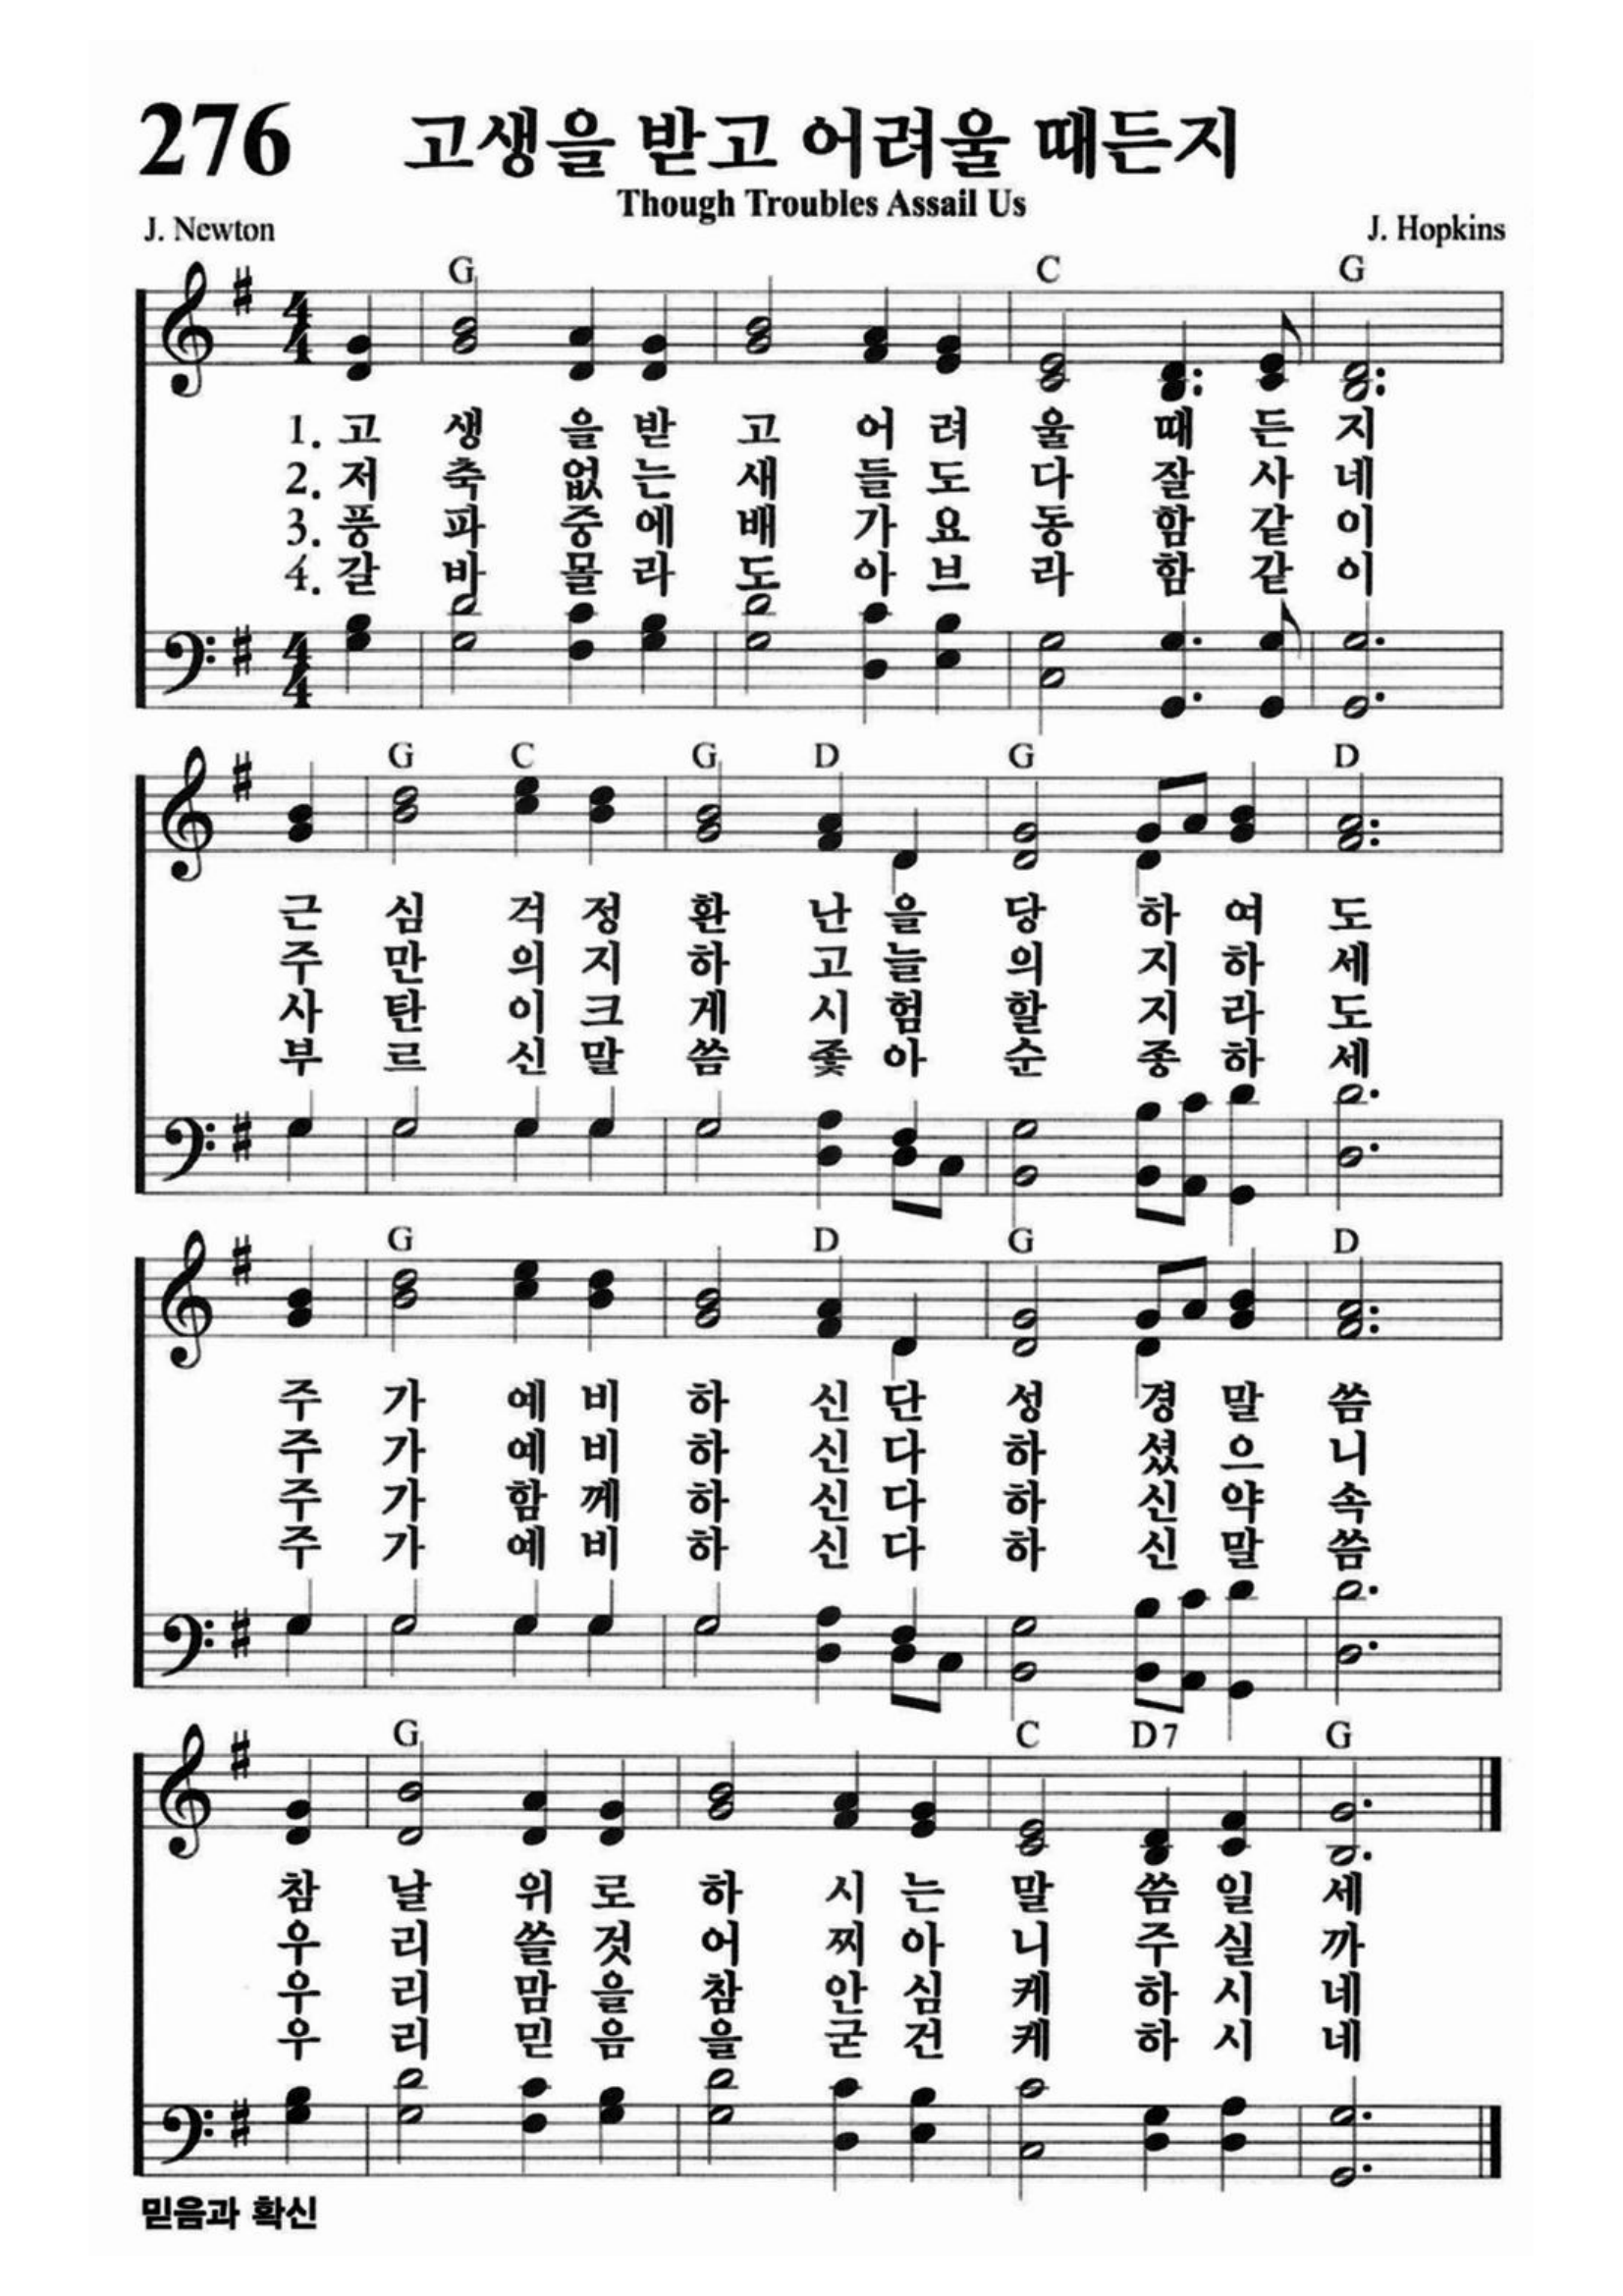 276 고생을 받고 어려울 때든지
Though Troubles Assail Us
J. Newton J. Hopkins
G C G
1. 고 생 을 받 고 어 려 울 때 든 지
2. 저 축 없 는 새 들 도 다 잘 사 네
3. 풍 파 중 에 배 가 요 동 함 같 이
4. 갈 바 몰 라 도 아 브 라 함 같 이
G C G D G D
근 심 걱 정 환 난 을 당 하 여 도
주 만 의 지 하 고 늘 의 지 하 세
사 탄 이 크 게 시 험 할 지 라 도
부 르 신 말 씀 좇 아 순 종 하 세
G D G D
주 가 예 비 하 신 단 성 경 말 씀
주 가 예 비 하 신 다 하 셨 으 니
주 가 함 께 하 신 다 하 신 약 속
주 가 예 비 하 신 다 하 신 말 씀
G C D7 G
참 날 위 로 하 시 는 말 씀 일 세
우 리 쓸 것 어 찌 아 니 주 실 까
우 리 맘 을 참 안 심 케 하 시 네
우 리 믿 음 을 굳 건 케 하 시 네
믿음과 확신